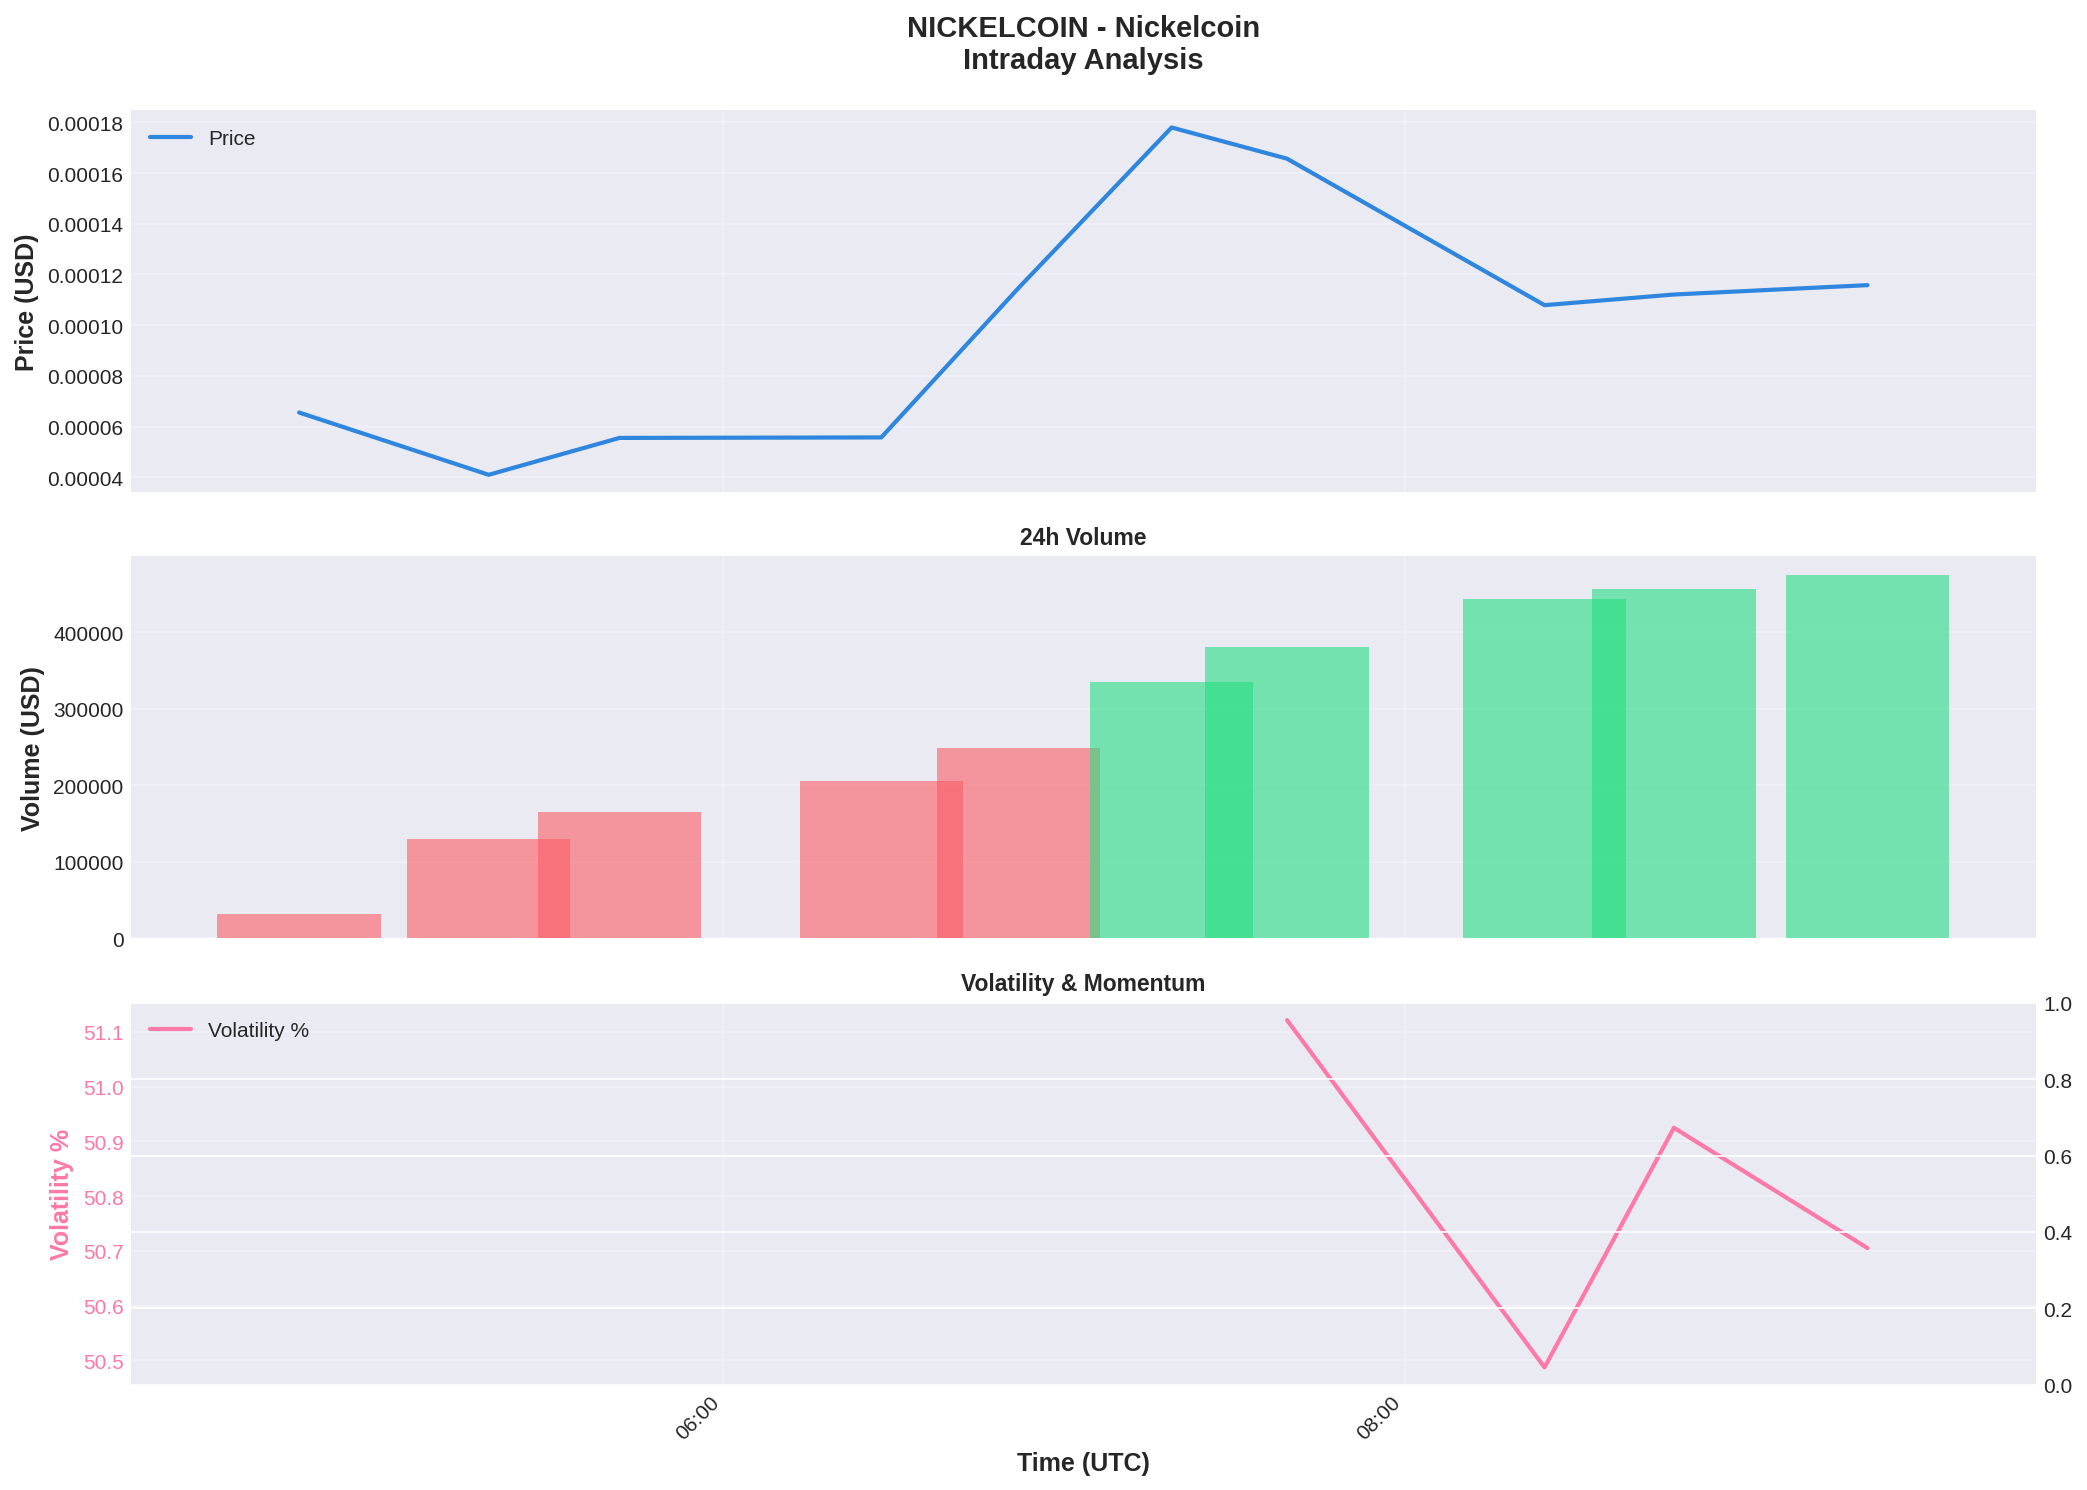 NICKELCOIN - Nickelcoin
Intraday Analysis
Price (USD)
0.00018
0.00016
0.00014
0.00012
0.00010
0.00008
0.00006
0.00004
Price
24h Volume
Volume (USD)
400000
300000
200000
100000
0
Volatility & Momentum
Volatility %
51.1
51.0
50.9
50.8
50.7
50.6
50.5
Volatility %
1.0
0.8
0.6
0.4
0.2
0.0
06:00
08:00
Time (UTC)